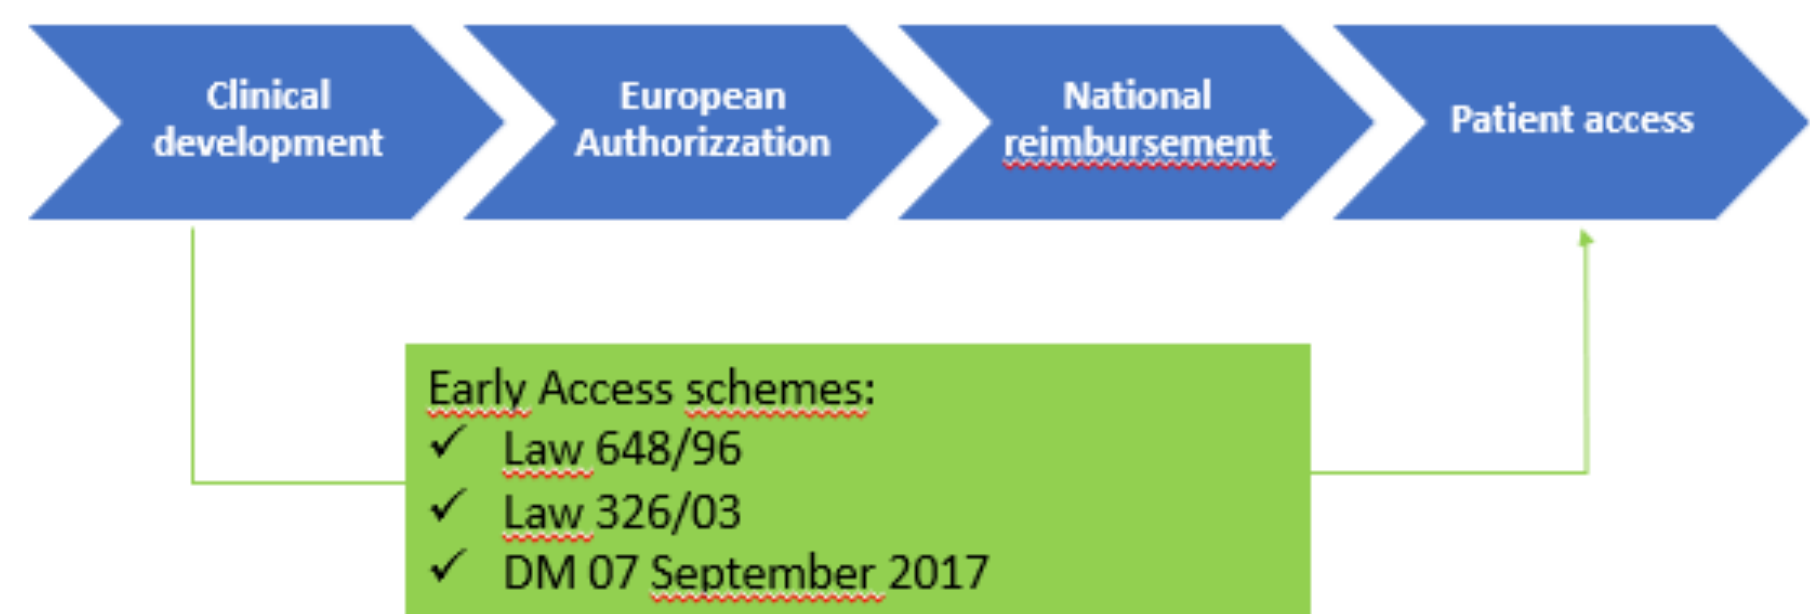 Clinical
development
European
Authorizzation
National
reimbursement
Patient access
Early Access schemes:
✓ Law 648/96
✓ Law 326/03
✓ DM 07 September 2017